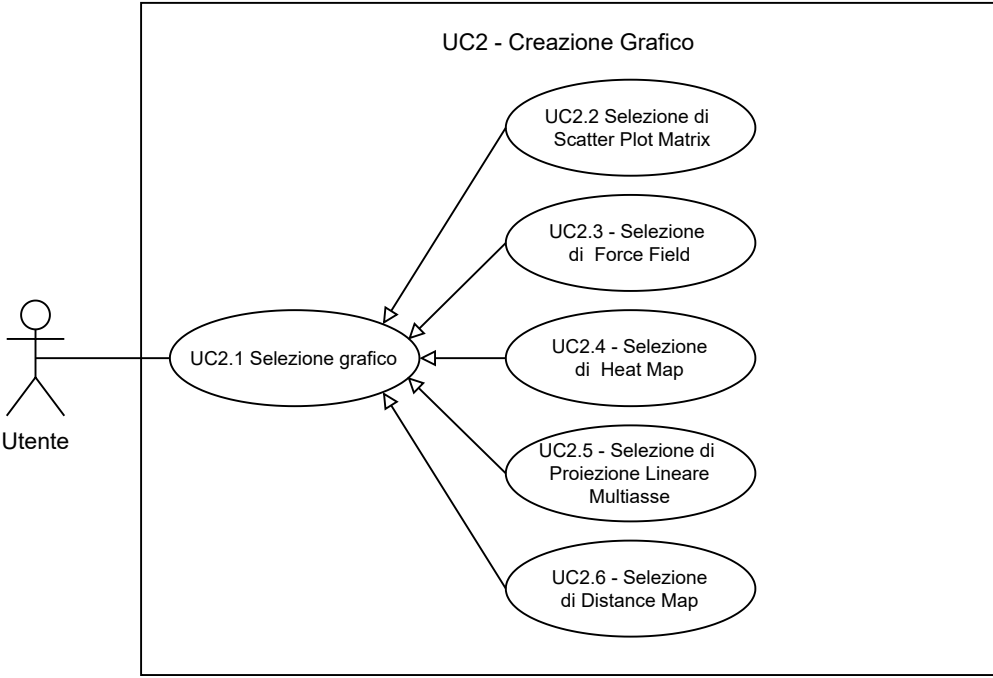 UC2 - Creazione Grafico
UC2.2 Selezione di
Scatter Plot Matrix
UC2.3 - Selezione
di  Force Field
UC2.1 Selezione grafico
UC2.4 - Selezione
di  Heat Map
Utente
UC2.5 - Selezione di
Proiezione Lineare
Multiasse
UC2.6 - Selezione
di Distance Map